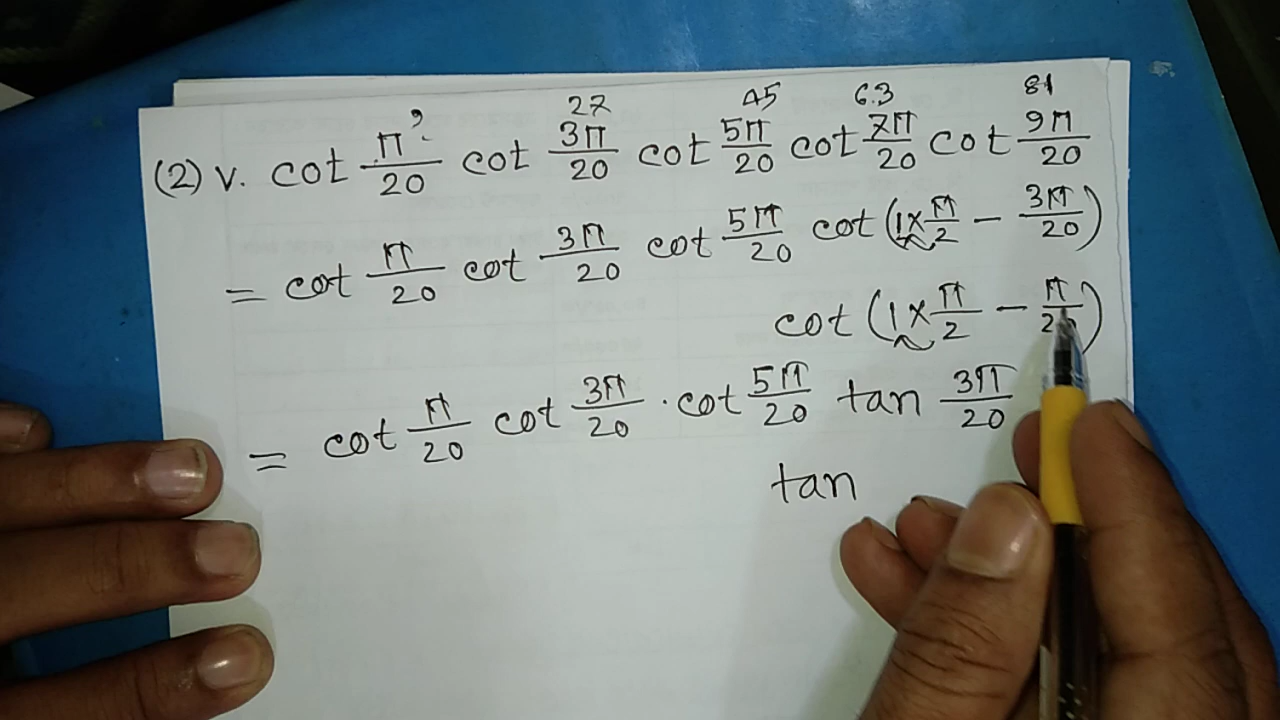 9 27 45 63 81
(2) v. cot π/20 cot 3π/20 cot 5π/20 cot 7π/20 cot 9π/20
= cot π/20 cot 3π/20 cot 5π/20 cot (1×π/2 − 3π/20)
cot (1×π/2 − π/20)
= cot π/20 cot 3π/20 · cot 5π/20 tan 3π/20
tan